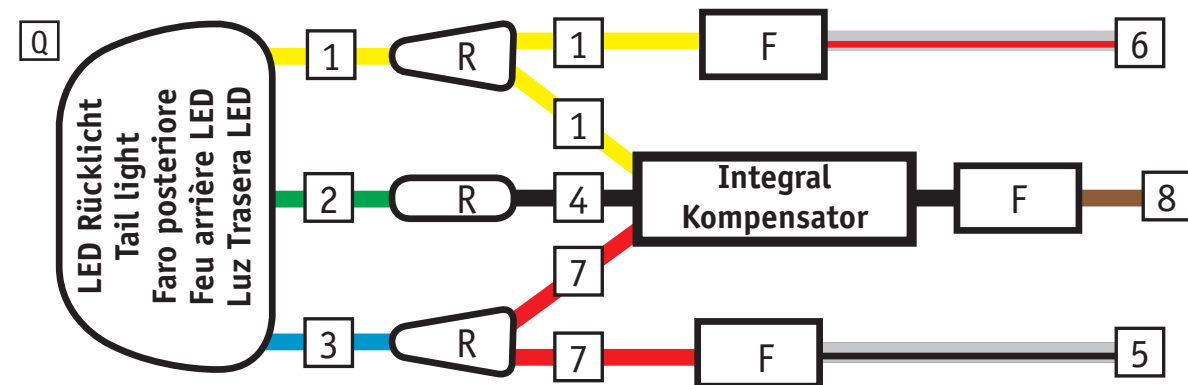 Q
LED Rücklicht
Tail light
Faro posteriore
Feu arrière LED
Luz Trasera LED
1
R
1
F
6
1
2
R
4
Integral
Kompensator
F
8
7
3
R
7
F
5